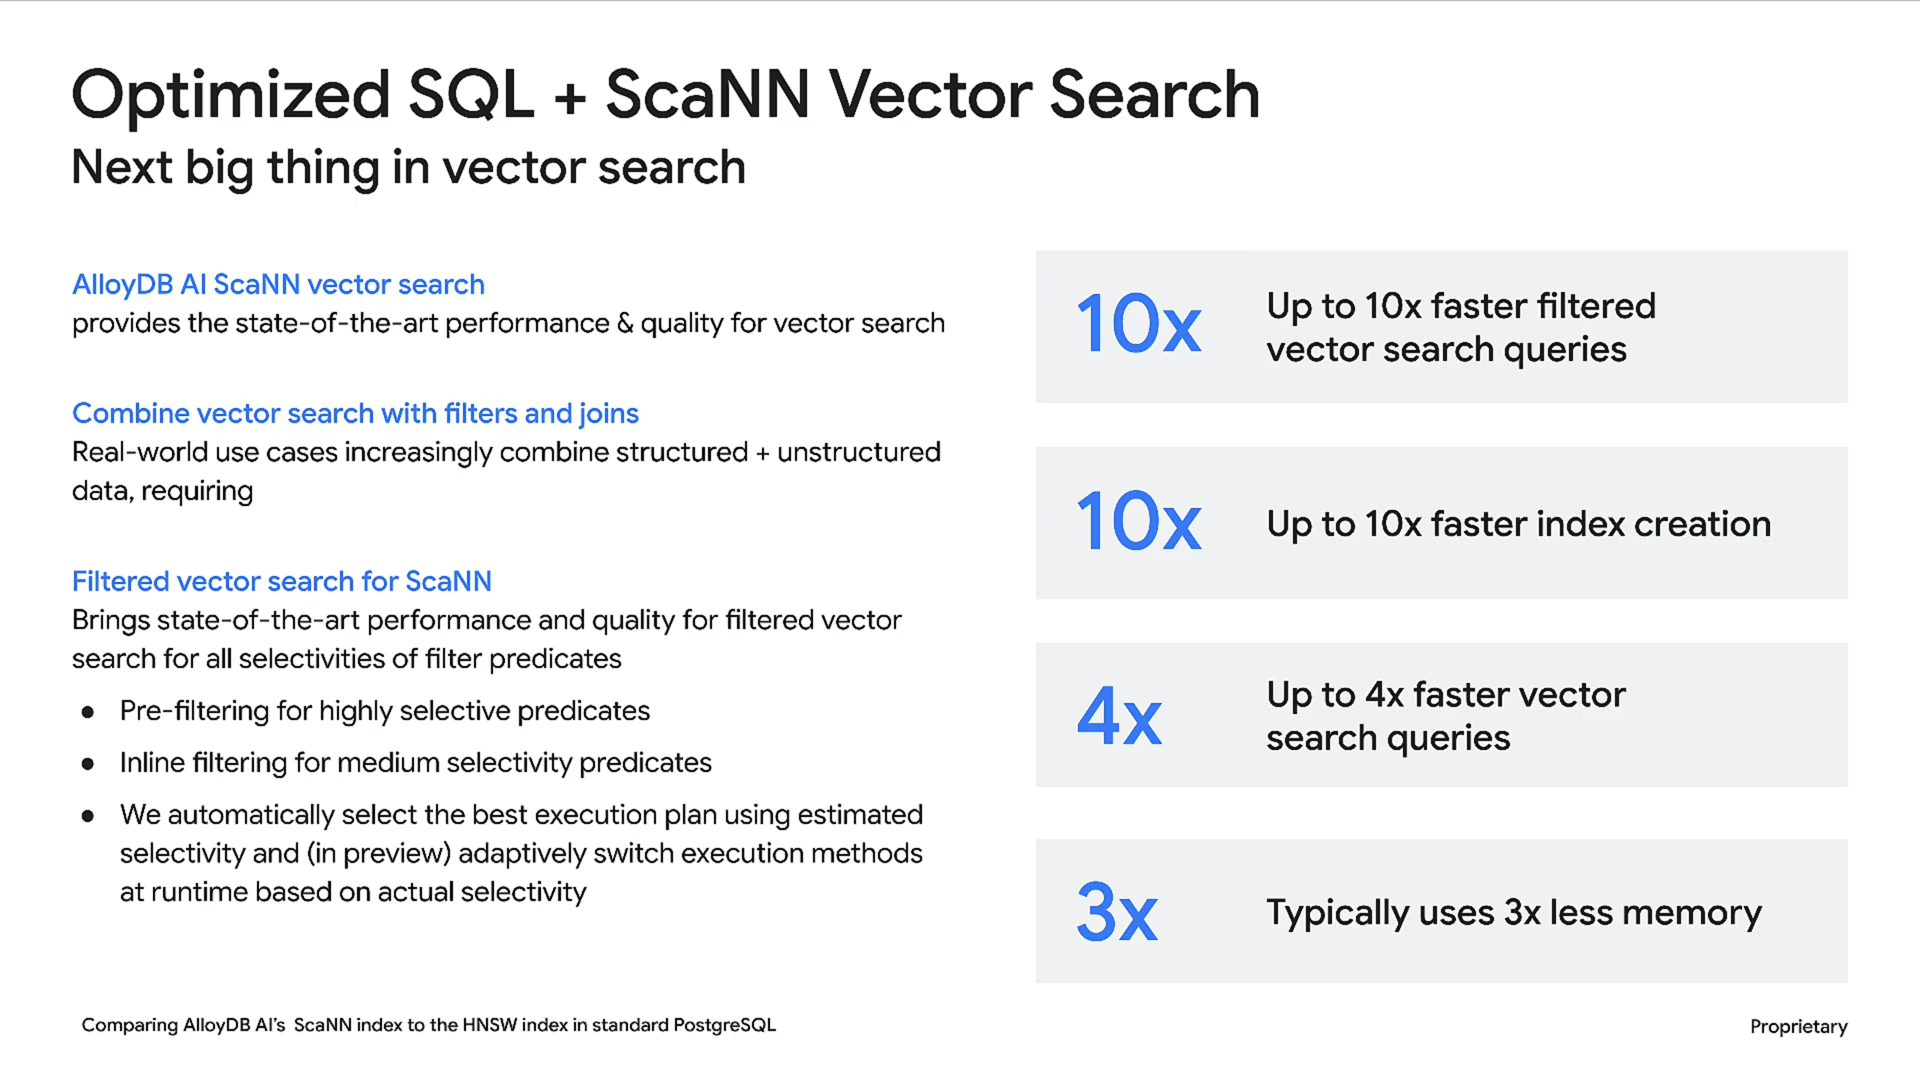 Optimized SQL + ScaNN Vector Search
Next big thing in vector search
AlloyDB AI ScaNN vector search
provides the state-of-the-art performance & quality for vector search
Combine vector search with filters and joins
Real-world use cases increasingly combine structured + unstructured
data, requiring
Filtered vector search for ScaNN
Brings state-of-the-art performance and quality for filtered vector
search for all selectivities of filter predicates
● Pre-filtering for highly selective predicates
● Inline filtering for medium selectivity predicates
● We automatically select the best execution plan using estimated
selectivity and (in preview) adaptively switch execution methods
at runtime based on actual selectivity
10x
Up to 10x faster filtered
vector search queries
10x
Up to 10x faster index creation
4x
Up to 4x faster vector
search queries
3x
Typically uses 3x less memory
Comparing AlloyDB AI's ScaNN index to the HNSW index in standard PostgreSQL
Proprietary